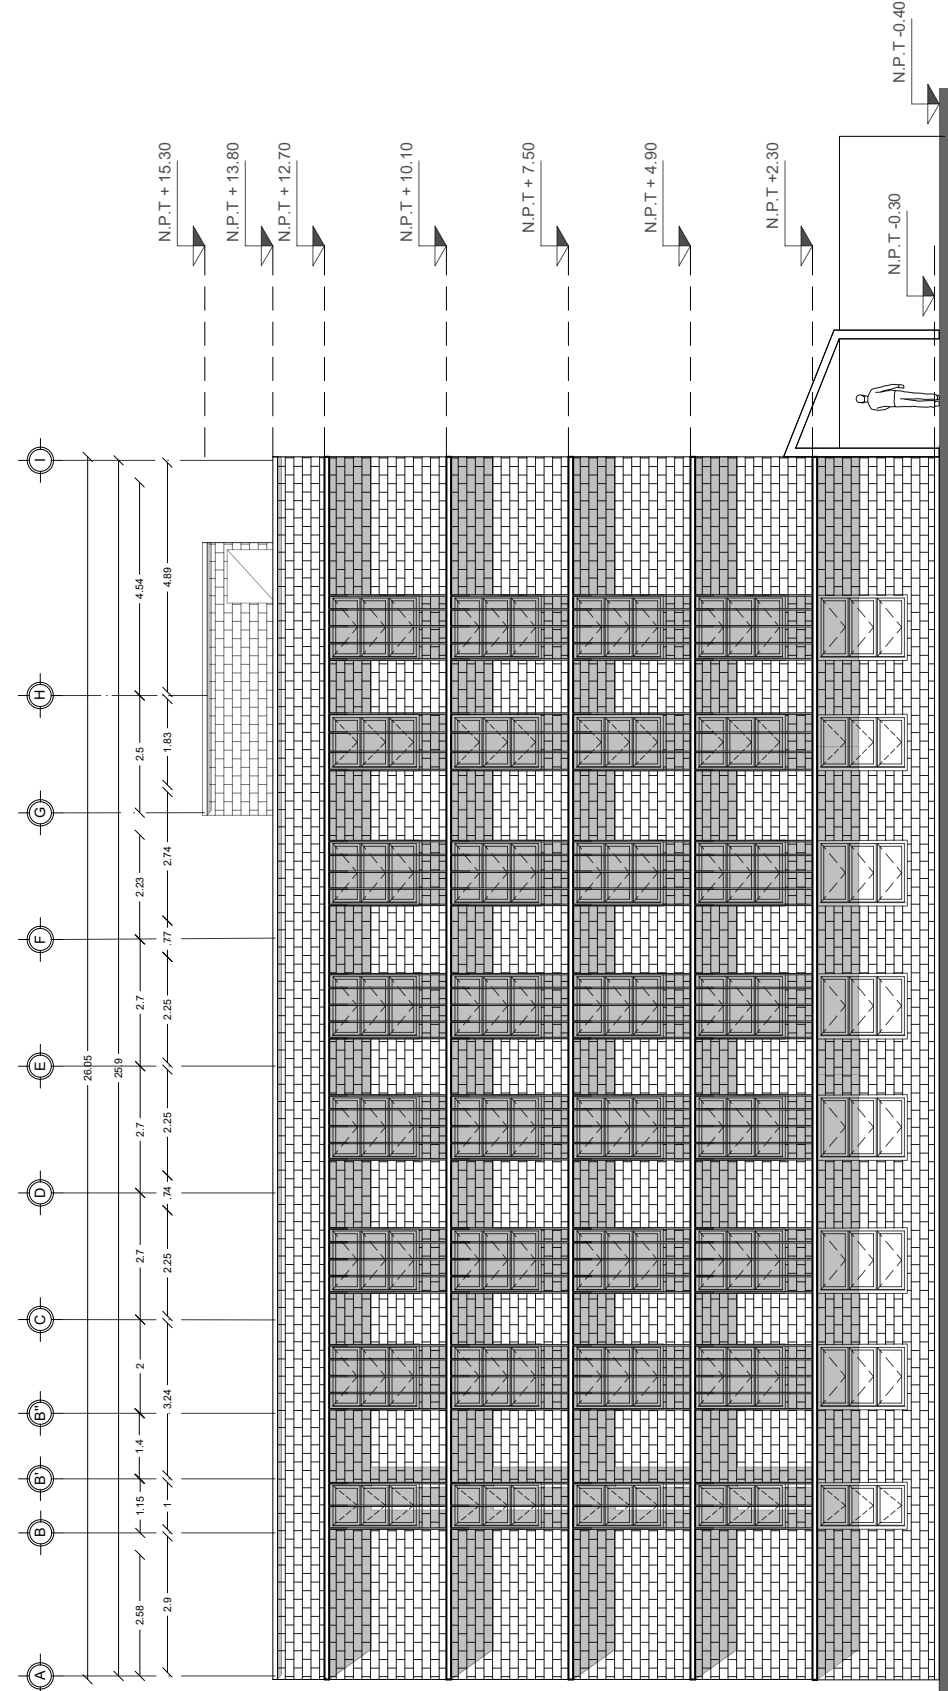 A
B
B'
B"
C
D
E
F
G
H
I
26.05
25.9
2.58
1.15
1.4
2
2.7
2.7
2.7
2.23
2.5
4.54
2.9
1
3.24
2.25
.74
2.25
2.25
.77
2.74
1.83
4.89
N.P.T + 15.30
N.P.T + 13.80
N.P.T + 12.70
N.P.T + 10.10
N.P.T + 7.50
N.P.T + 4.90
N.P.T +2.30
N.P.T -0.30
N.P.T -0.40